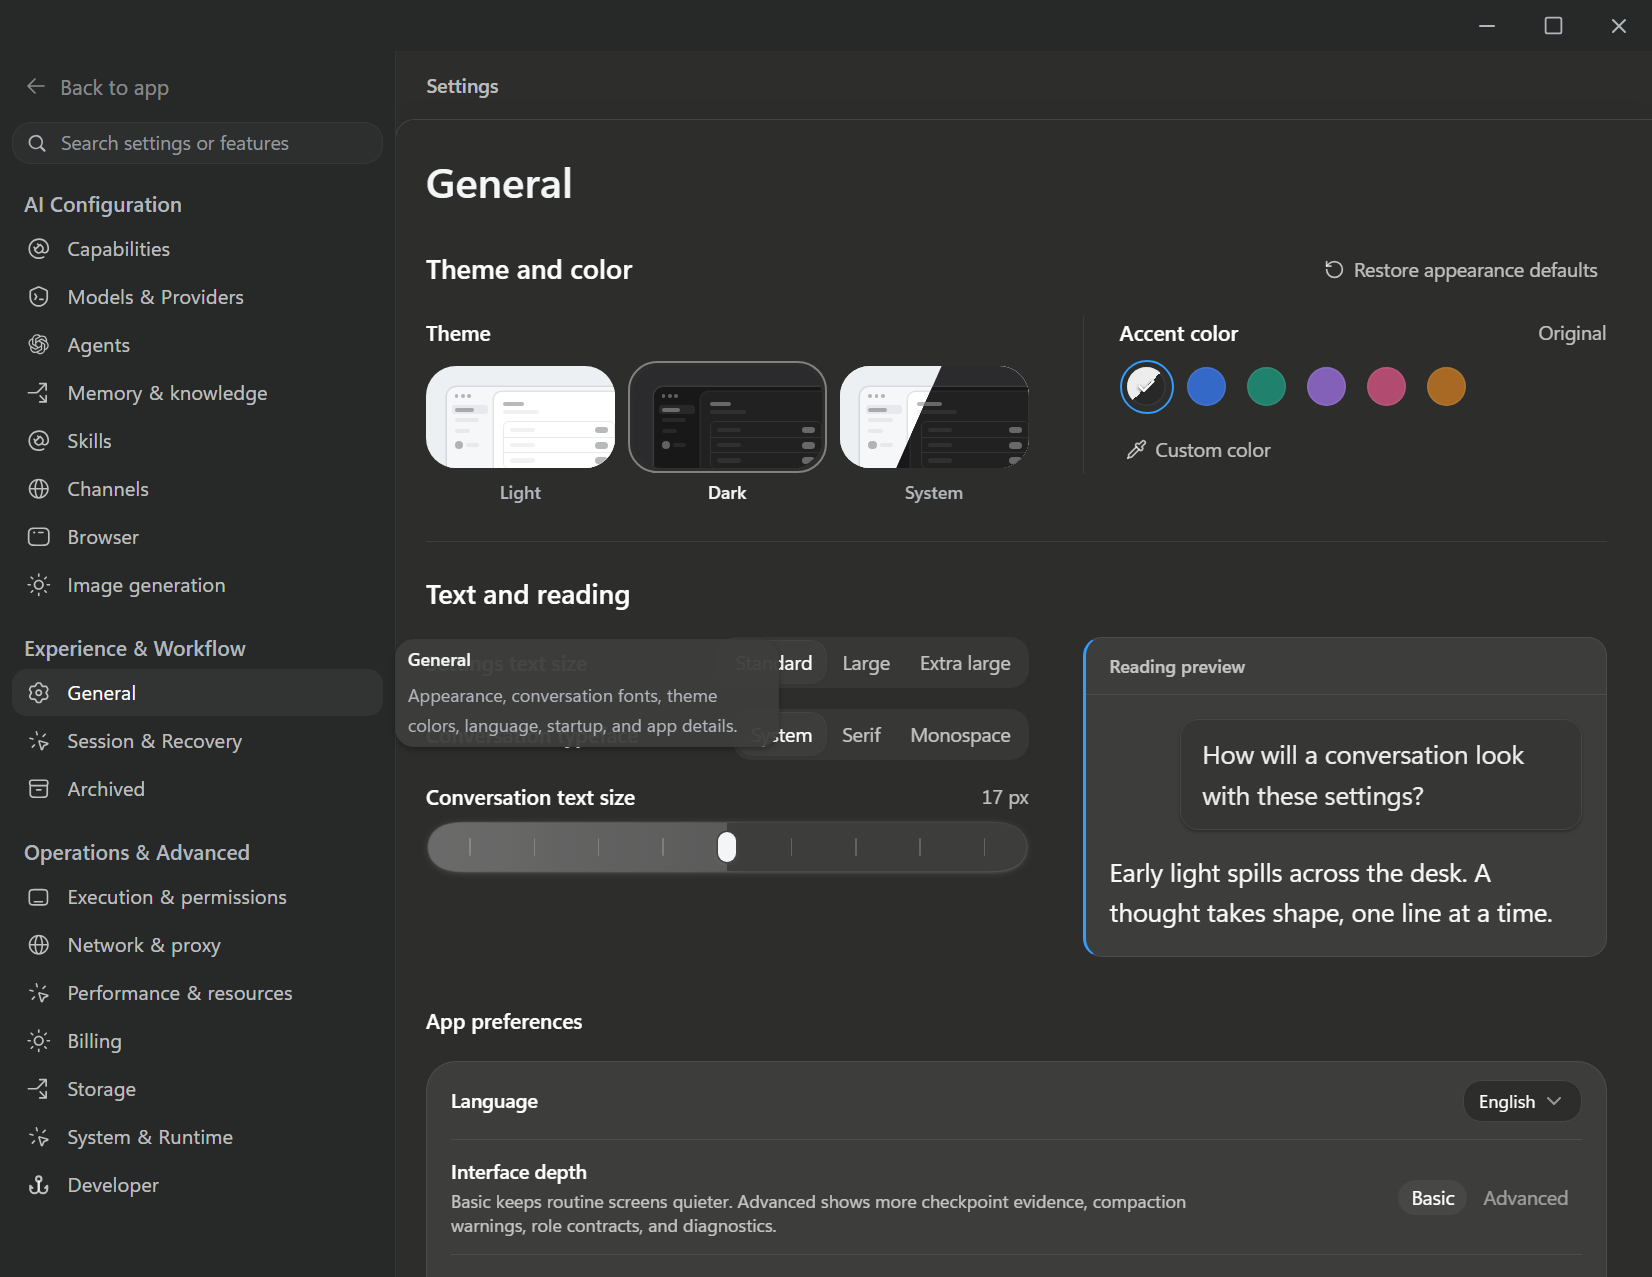 Back to app
Search settings or features
AI Configuration
Capabilities
Models & Providers
Agents
Memory & knowledge
Skills
Channels
Browser
Image generation
Experience & Workflow
General
Session & Recovery
Archived
Operations & Advanced
Execution & permissions
Network & proxy
Performance & resources
Billing
Storage
System & Runtime
Developer
Settings
General
Theme and color
Restore appearance defaults
Theme
Light
Dark
System
Accent color
Original
Custom color
Text and reading
General
Appearance, conversation fonts, theme
colors, language, startup, and app details.
text size
Standard Large Extra large
Conversation typeface
System Serif Monospace
Conversation text size
17 px
Reading preview
How will a conversation look
with these settings?
Early light spills across the desk. A
thought takes shape, one line at a time.
App preferences
Language
English
Interface depth
Basic keeps routine screens quieter. Advanced shows more checkpoint evidence, compaction
warnings, role contracts, and diagnostics.
Basic Advanced